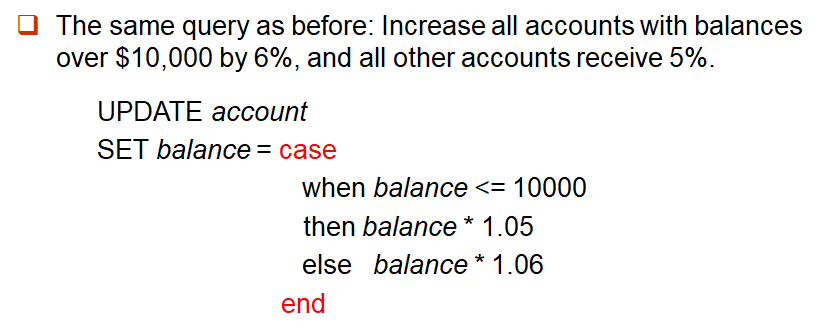 ❑ The same query as before: Increase all accounts with balances
over $10,000 by 6%, and all other accounts receive 5%.
UPDATE account
SET balance = case
when balance <= 10000
then balance * 1.05
else balance * 1.06
end